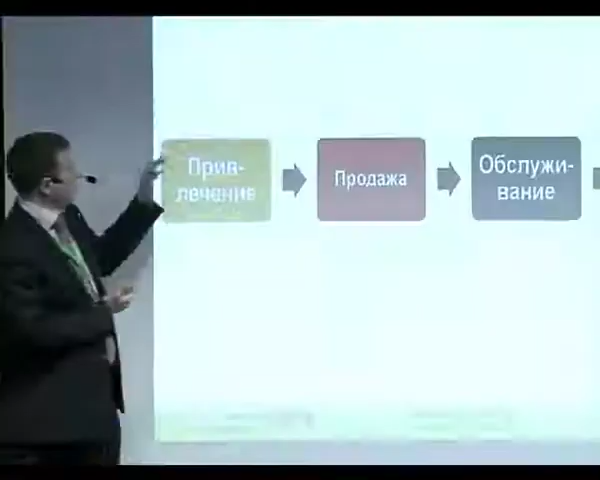 Прив-
лечение
Продажа
Обслужи-
вание